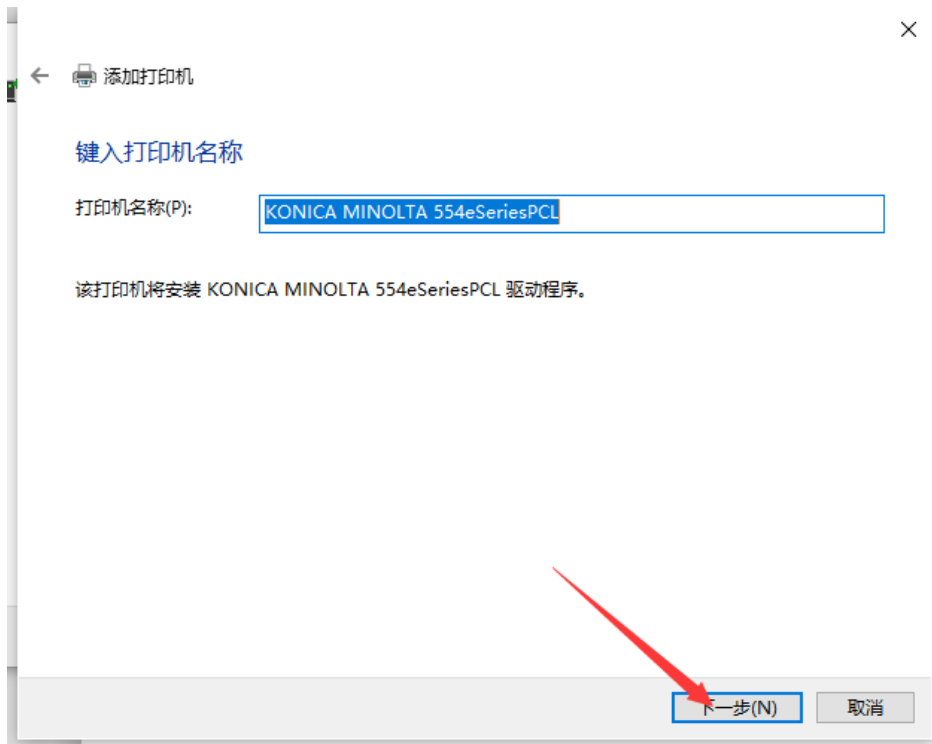 添加打印机
键入打印机名称
打印机名称(P):
KONICA MINOLTA 554eSeriesPCL
该打印机将安装 KONICA MINOLTA 554eSeriesPCL 驱动程序。
下一步(N)
取消